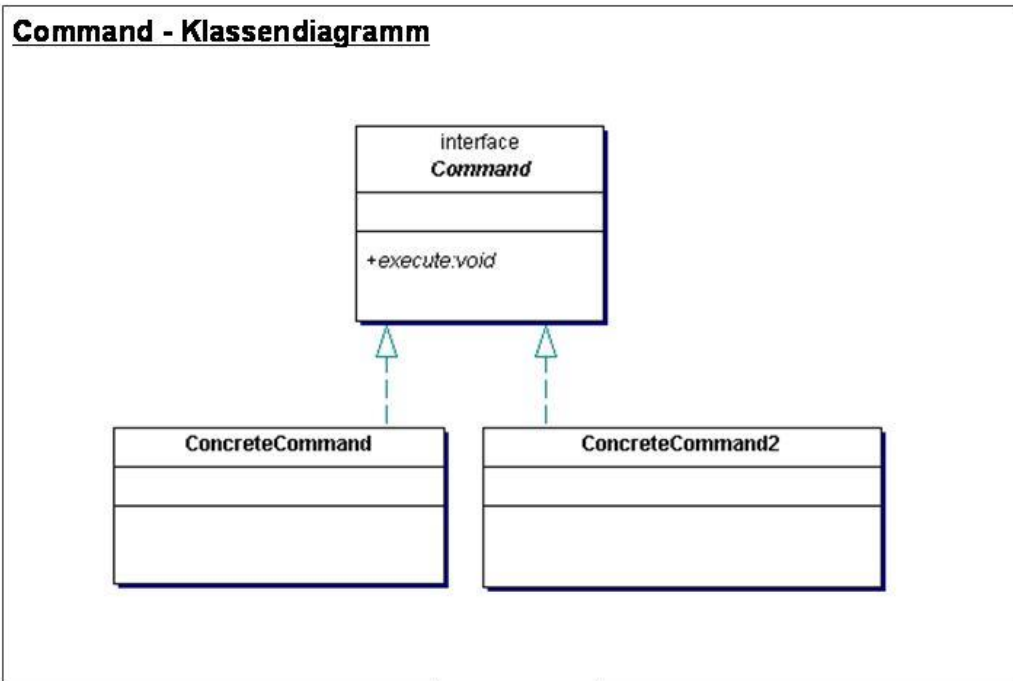 Command - Klassendiagramm
interface
Command
+execute:void
ConcreteCommand
ConcreteCommand2